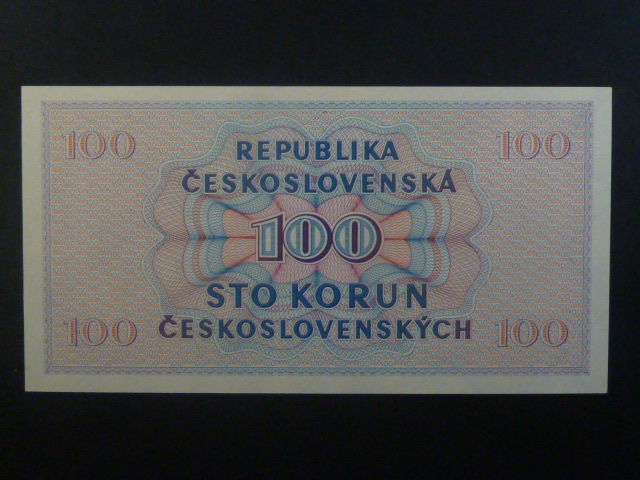 100 100
REPUBLIKA
ČESKOSLOVENSKÁ
100
STO KORUN
ČESKOSLOVENSKÝCH
100 100